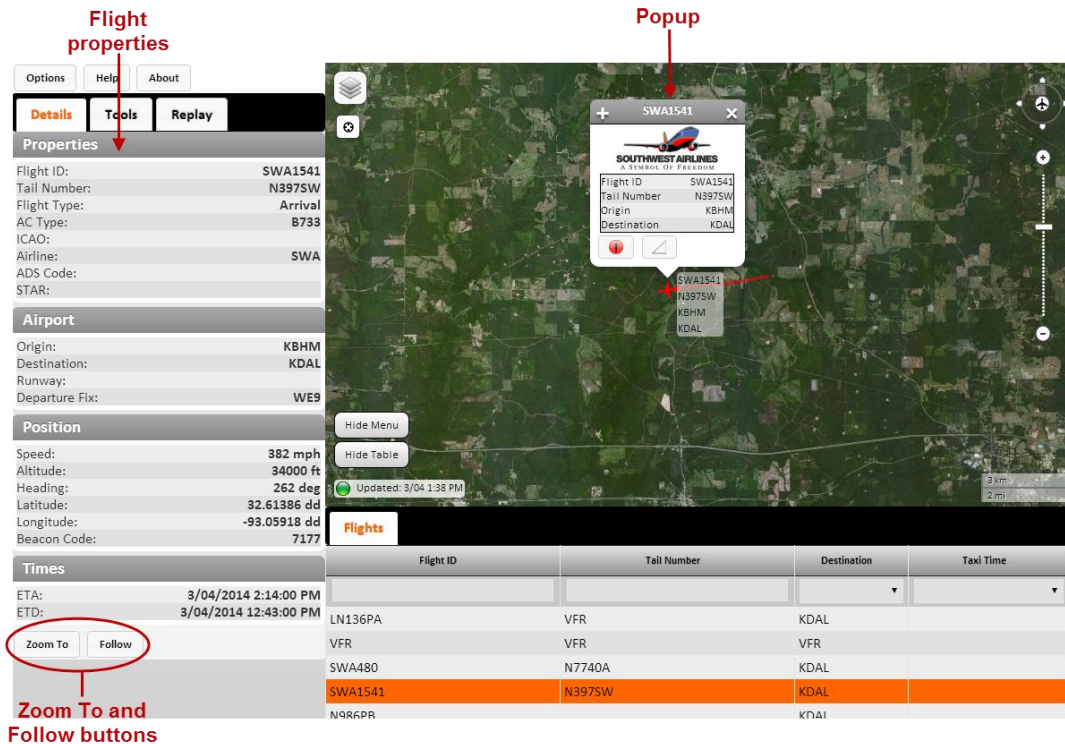 Flight
properties
Popup
Options Help About
Details Tools Replay
Properties
Flight ID: SWA1541
Tail Number: N397SW
Flight Type: Arrival
AC Type: B733
ICAO:
Airline: SWA
ADS Code:
STAR:
Airport
Origin: KBHM
Destination: KDAL
Runway:
Departure Fix: WE9
Position
Speed: 382 mph
Altitude: 34000 ft
Heading: 262 deg
Latitude: 32.61386 dd
Longitude: -93.05918 dd
Beacon Code: 7177
Times
ETA: 3/04/2014 2:14:00 PM
ETD: 3/04/2014 12:43:00 PM
Zoom To Follow
Zoom To and
Follow buttons
SWA1541
SOUTHWEST AIRLINES
A SYMBOL OF FREEDOM
Flight ID SWA1541
Tail Number N397SW
Origin KBHM
Destination KDAL
SWA1541
N397SW
KBHM
KDAL
Hide Menu
Hide Table
Updated: 3/04 1:38 PM
3 km
2 mi
Flights
Flight ID Tail Number Destination Taxi Time
LN136PA VFR KDAL
VFR VFR VFR
SWA480 N7740A KDAL
SWA1541 N397SW KDAL
N986PB KDAL